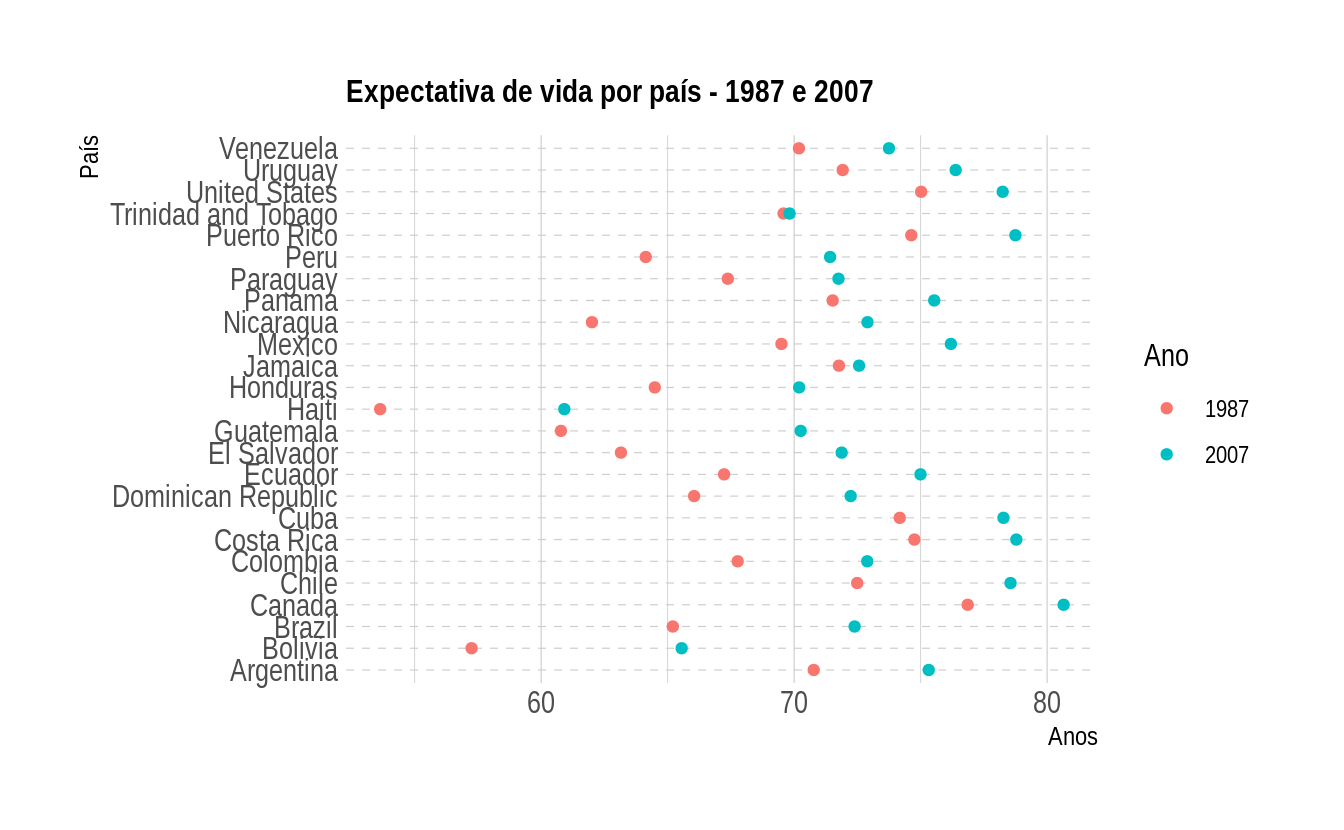 Expectativa de vida por país - 1987 e 2007
País
Venezuela
Uruguay
United States
Trinidad and Tobago
Puerto Rico
Peru
Paraguay
Panama
Nicaragua
Mexico
Jamaica
Honduras
Haiti
Guatemala
El Salvador
Ecuador
Dominican Republic
Cuba
Costa Rica
Colombia
Chile
Canada
Brazil
Bolivia
Argentina
60 70 80
Anos
Ano
1987
2007